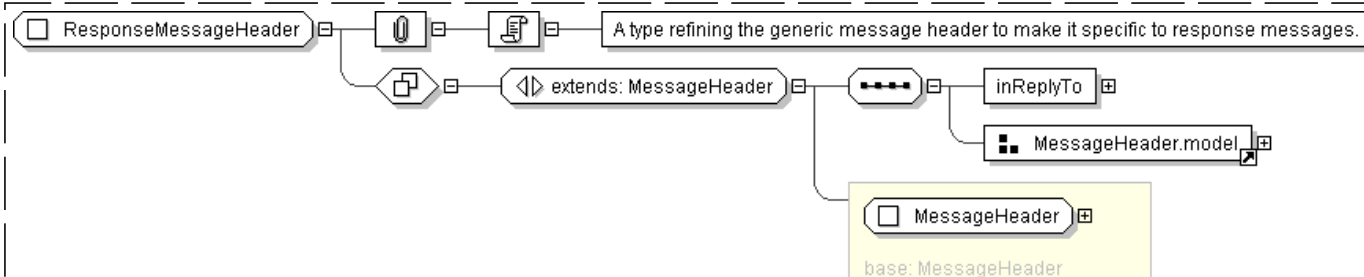 ResponseMessageHeader
A type refining the generic message header to make it specific to response messages.
extends: MessageHeader
inReplyTo
MessageHeader.model
MessageHeader
base: MessageHeader